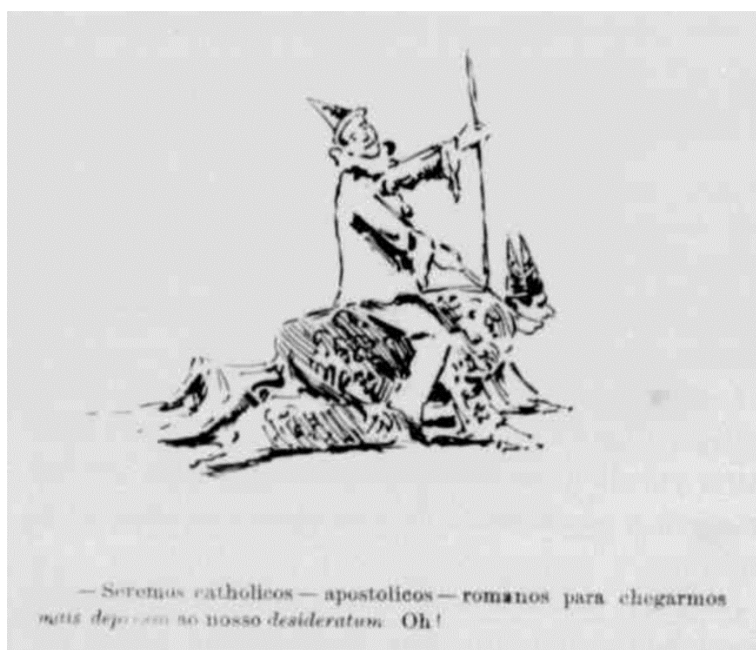 — Seremos catholicos — apostolicos — romanos para chegarmos
mais depressa ao nosso desideratum Oh!